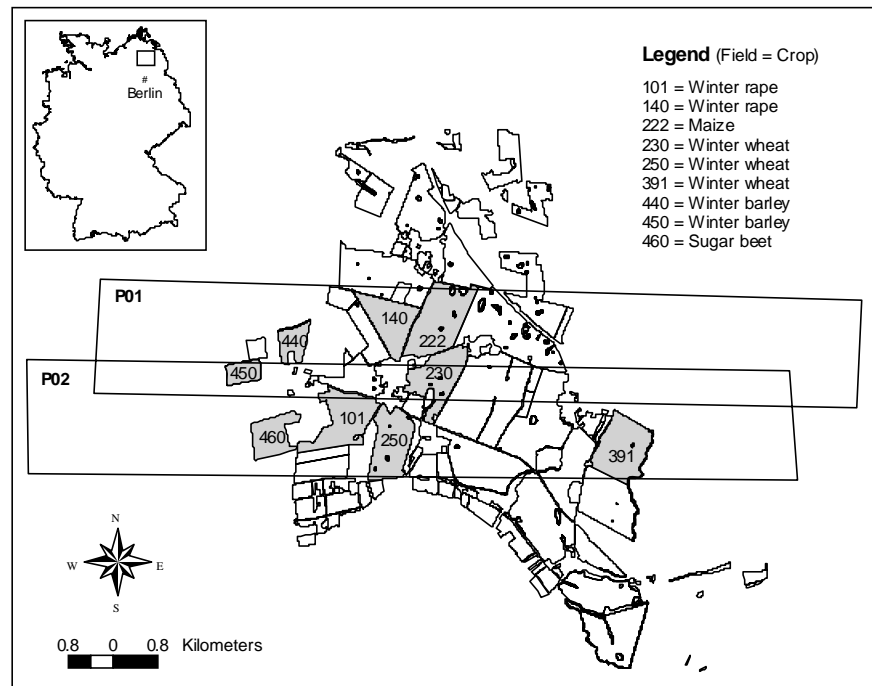 #
Berlin
Legend (Field = Crop)
101 = Winter rape
140 = Winter rape
222 = Maize
230 = Winter wheat
250 = Winter wheat
391 = Winter wheat
440 = Winter barley
450 = Winter barley
460 = Sugar beet
P01
140
222
440
P02
450
230
101
460
250
391
N
W E
S
0.8 0 0.8 Kilometers